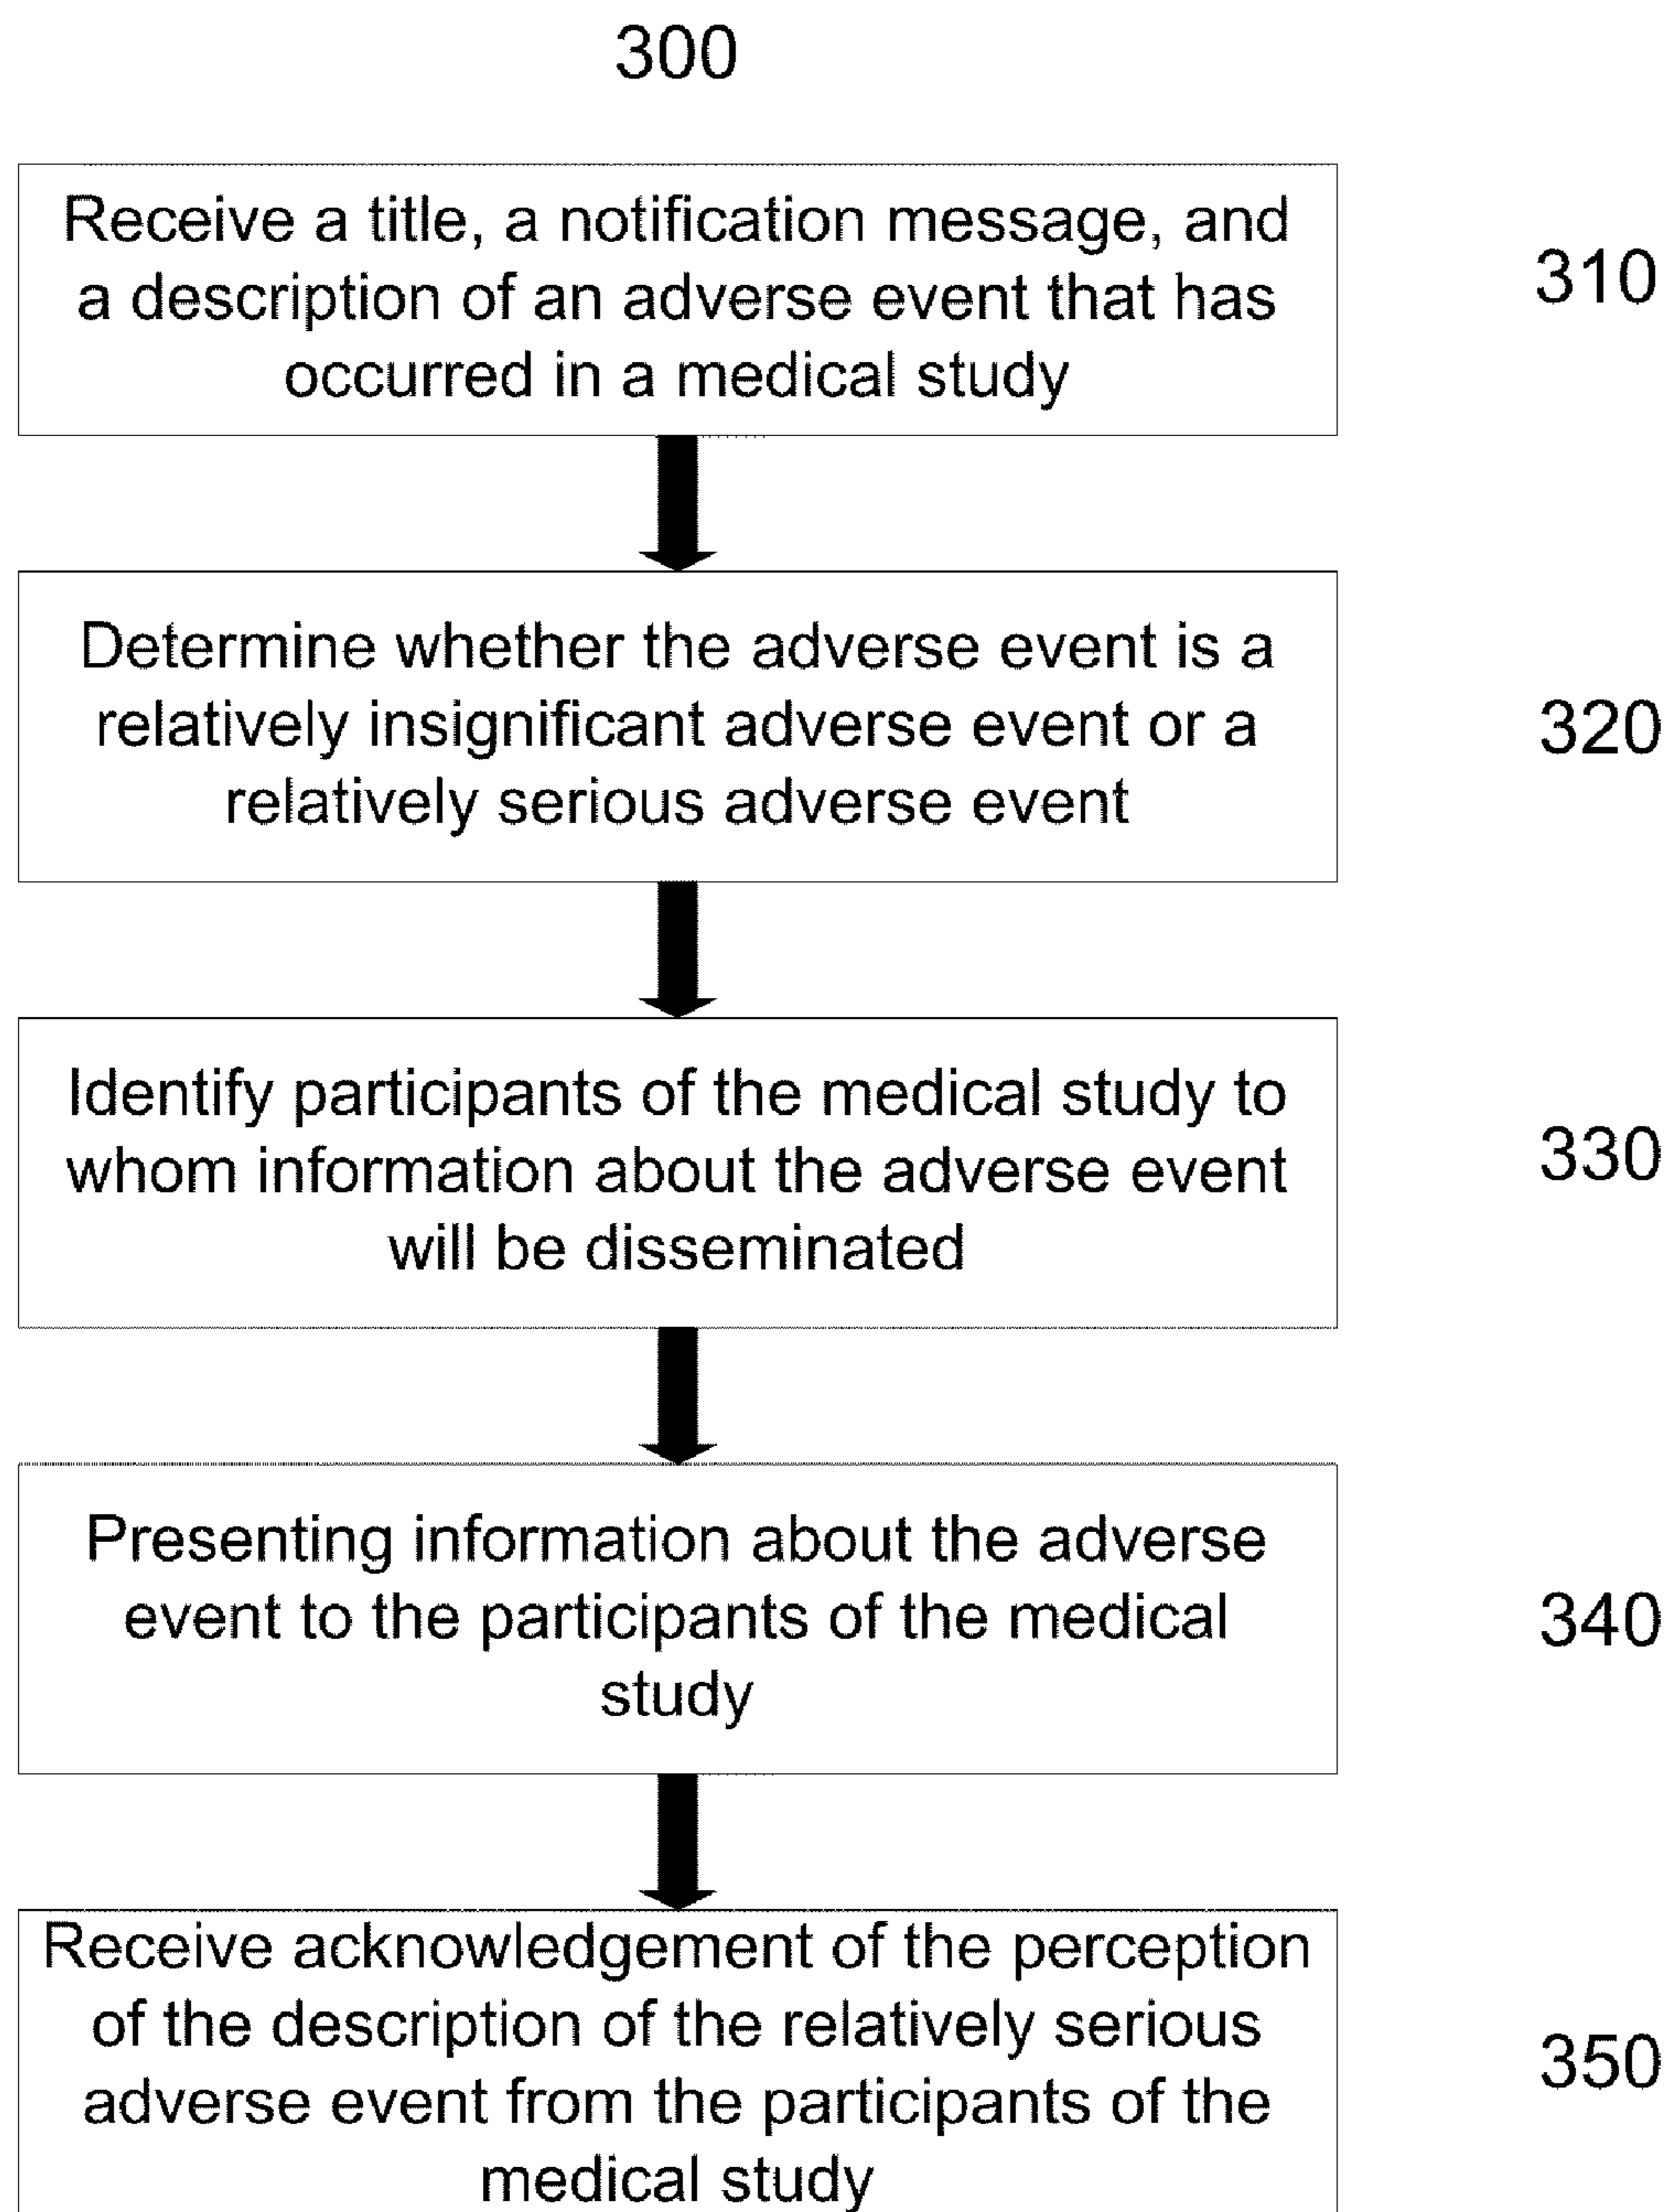 300
Receive a title, a notification message, and
a description of an adverse event that has
occurred in a medical study
310
Determine whether the adverse event is a
relatively insignificant adverse event or a
relatively serious adverse event
320
Identify participants of the medical study to
whom information about the adverse event
will be disseminated
330
Presenting information about the adverse
event to the participants of the medical
study
340
Receive acknowledgement of the perception
of the description of the relatively serious
adverse event from the participants of the
medical study
350